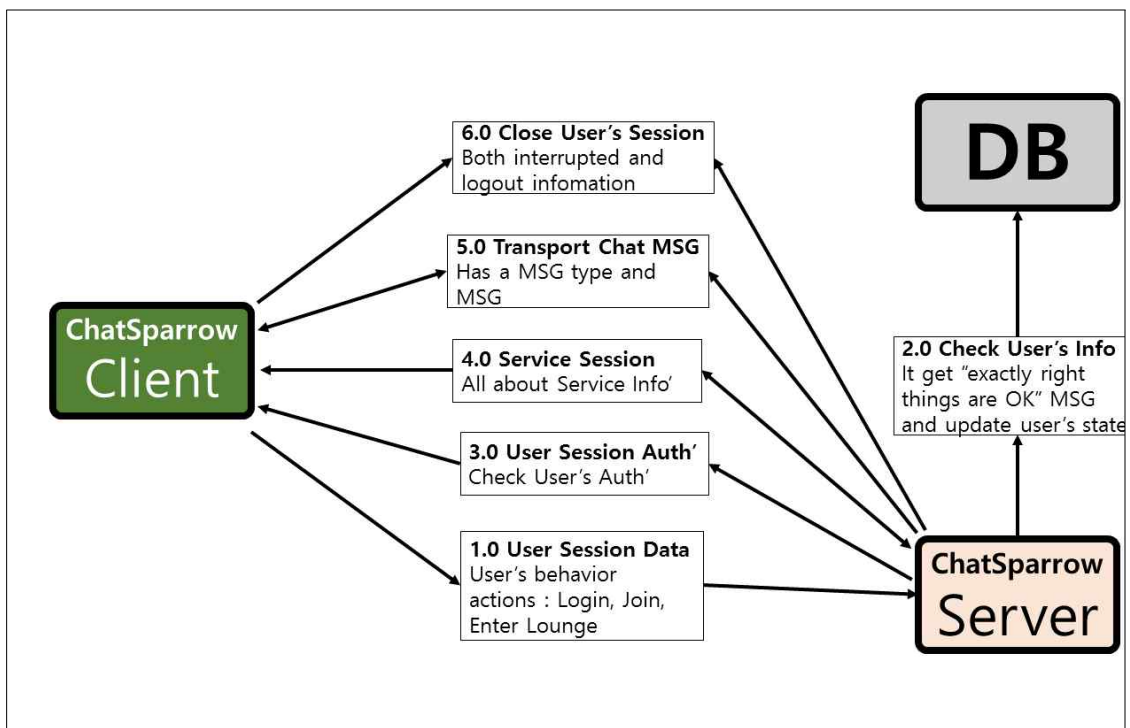 6.0 Close User's Session
Both interrupted and
logout infomation
DB
5.0 Transport Chat MSG
Has a MSG type and
MSG
ChatSparrow
Client
4.0 Service Session
All about Service Info’
2.0 Check User's Info
It get “exactly right
things are OK” MSG
and update user's state
3.0 User Session Auth’
Check User's Auth’
1.0 User Session Data
User's behavior
actions : Login, Join,
Enter Lounge
ChatSparrow
Server